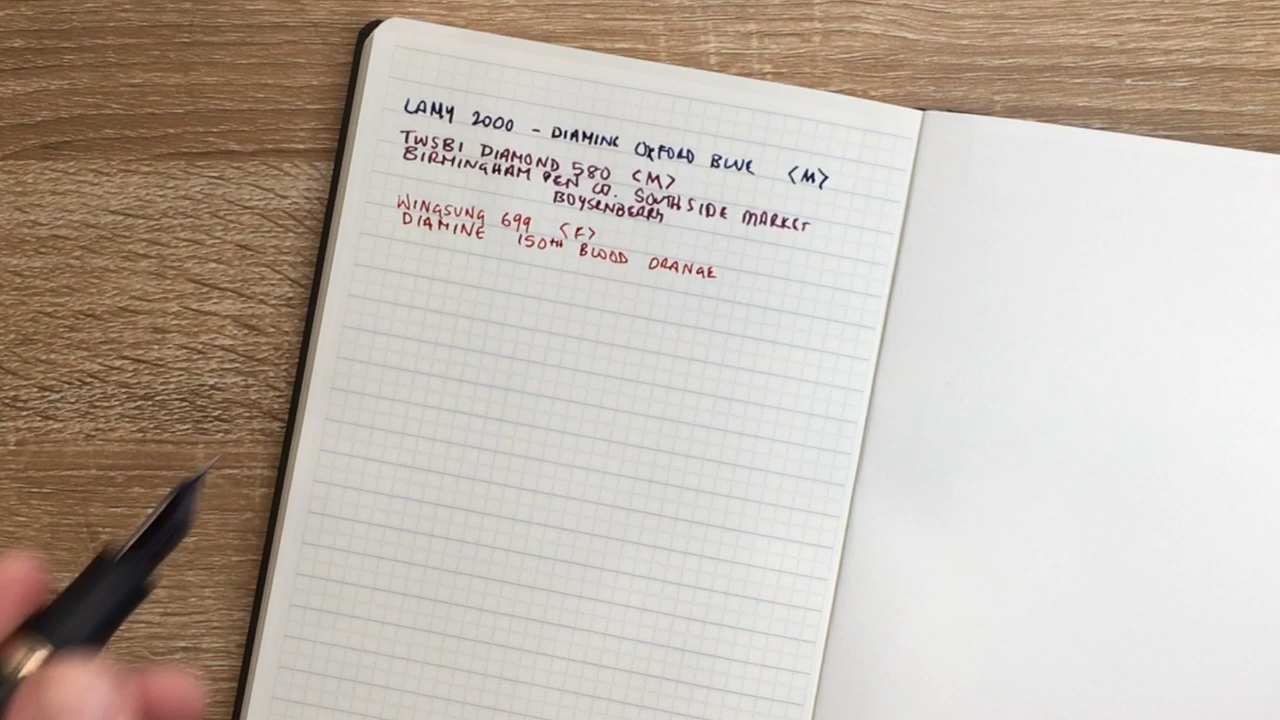 LAMY 2000 - DIAMINE OXFORD BLUE <M>
TWSBI DIAMOND 580 <M>
BIRMINGHAM PEN CO. SOUTHSIDE MARKET
BOYSENBERRY
WINGSUNG 699 <F>
DIAMINE 150TH BLOOD ORANGE